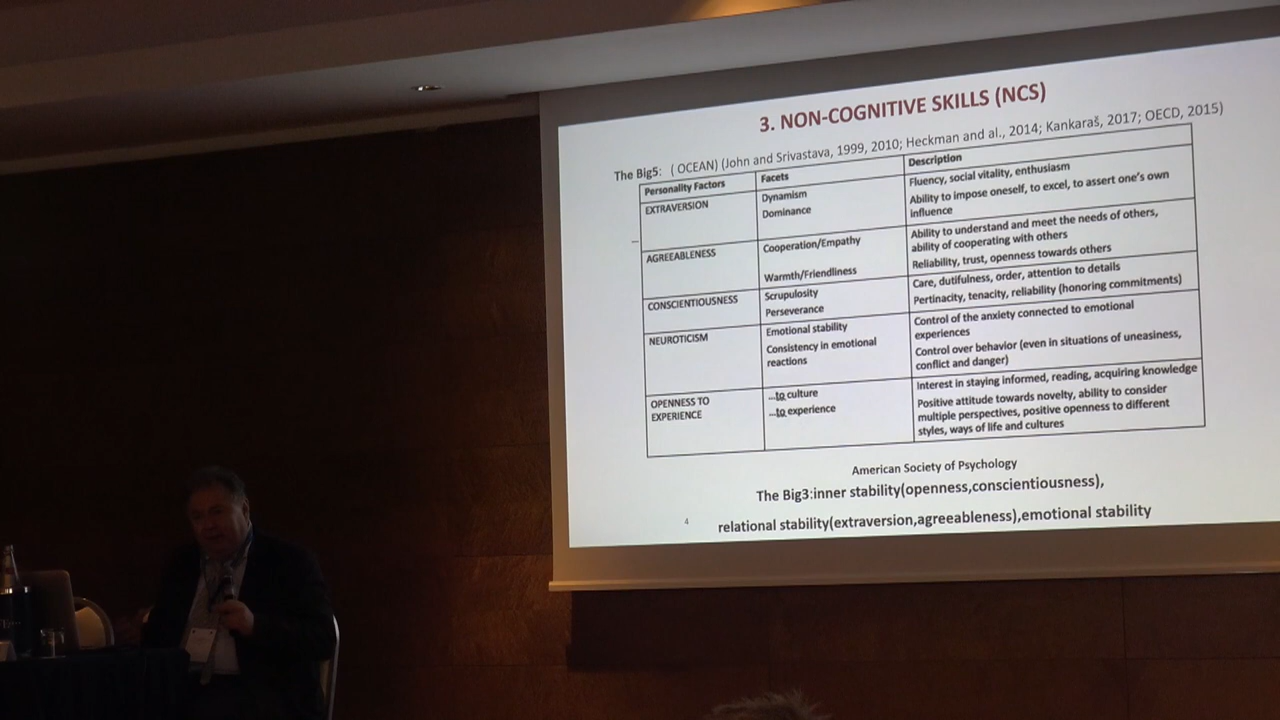 3. NON-COGNITIVE SKILLS (NCS)
The Big5: ( OCEAN) (John and Srivastava, 1999, 2010; Heckman and al., 2014; Kankaraš, 2017; OECD, 2015)
Personality Factors Facets Description
EXTRAVERSION Dynamism Fluency, social vitality, enthusiasm
Dominance Ability to impose oneself, to excel, to assert one's own
influence
AGREEABLENESS Cooperation/Empathy Ability to understand and meet the needs of others,
ability of cooperating with others
Warmth/Friendliness Reliability, trust, openness towards others
CONSCIENTIOUSNESS Scrupulosity Care, dutifulness, order, attention to details
Perseverance Pertinacity, tenacity, reliability (honoring commitments)
NEUROTICISM Emotional stability Control of the anxiety connected to emotional
experiences
Consistency in emotional Control over behavior (even in situations of uneasiness,
reactions conflict and danger)
OPENNESS TO ...to culture Interest in staying informed, reading, acquiring knowledge
EXPERIENCE ...to experience Positive attitude towards novelty, ability to consider
multiple perspectives, positive openness to different
styles, ways of life and cultures
American Society of Psychology
The Big3:inner stability(openness,conscientiousness),
4 relational stability(extraversion,agreeableness),emotional stability